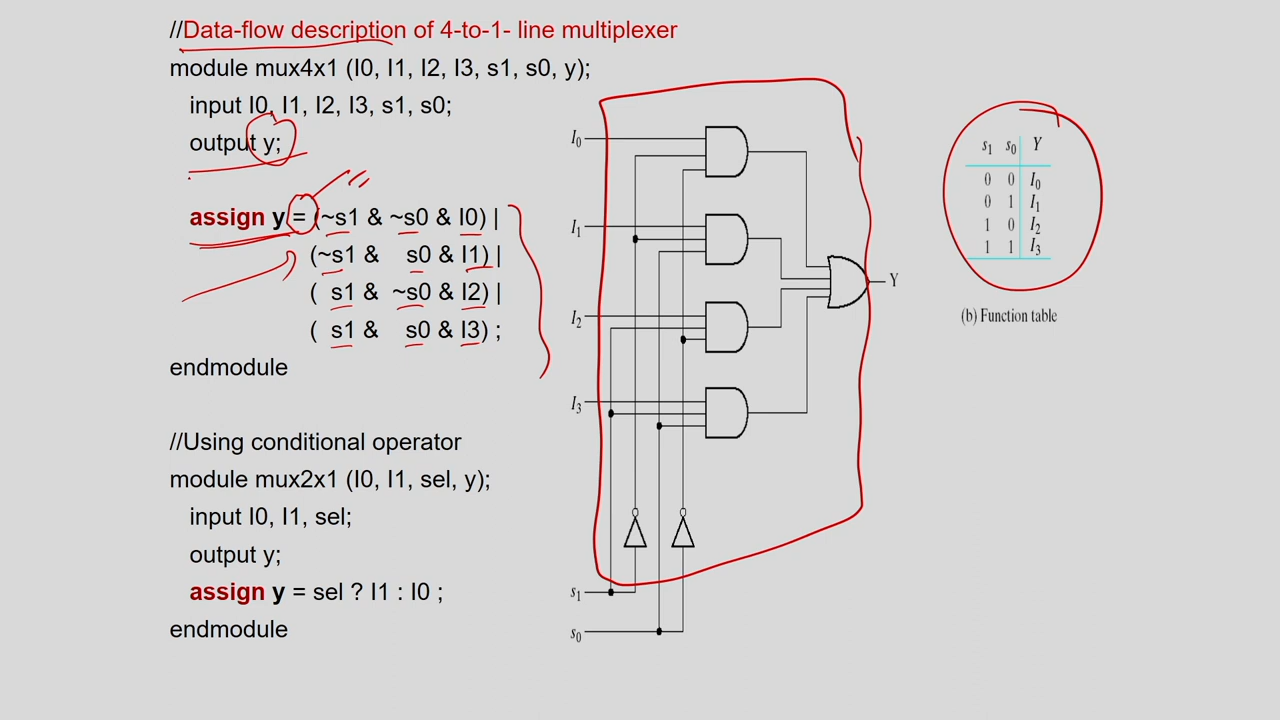 //Data-flow description of 4-to-1- line multiplexer
module mux4x1 (I0, I1, I2, I3, s1, s0, y);
input I0, I1, I2, I3, s1, s0;
output y;
assign y = (~s1 & ~s0 & I0) |
(~s1 & s0 & I1) |
( s1 & ~s0 & I2) |
( s1 & s0 & I3) ;
endmodule
//Using conditional operator
module mux2x1 (I0, I1, sel, y);
input I0, I1, sel;
output y;
assign y = sel ? I1 : I0 ;
endmodule
I0
I1
I2
I3
s1
s0
Y
s1 s0 Y
0 0 I0
0 1 I1
1 0 I2
1 1 I3
(b) Function table